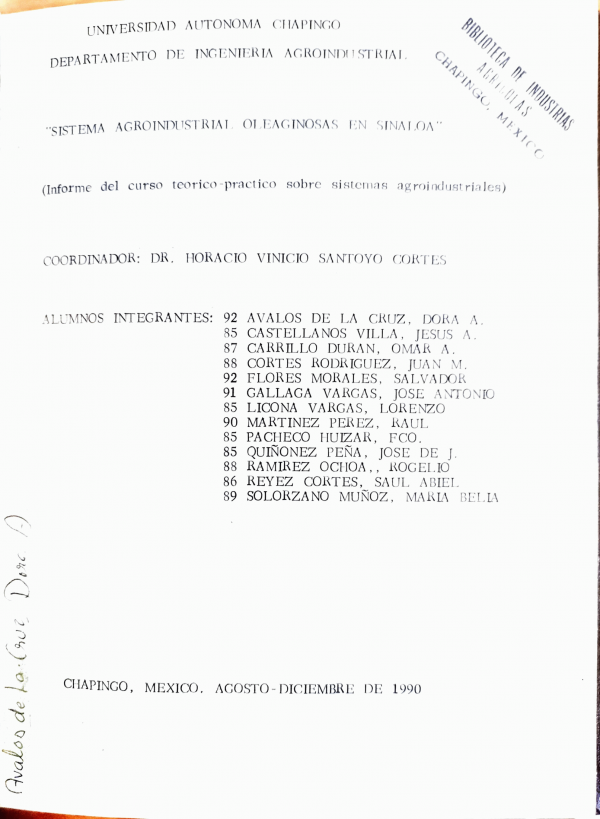 UNIVERSIDAD AUTONOMA CHAPINGO
DEPARTAMENTO DE INGENIERIA AGROINDUSTRIAL
BIBLIOTECA DE INDUSTRIAS
AGRICOLAS
CHAPINGO, MEXICO
"SISTEMA AGROINDUSTRIAL OLEAGINOSAS EN SINALOA"
(Informe del curso teorico-practico sobre sistemas agroindustriales)
COORDINADOR: DR. HORACIO VINICIO SANTOYO CORTES
ALUMNOS INTEGRANTES: 92 AVALOS DE LA CRUZ, DORA A.
85 CASTELLANOS VILLA, JESUS A.
87 CARRILLO DURAN, OMAR A.
88 CORTES RODRIGUEZ, JUAN M.
92 FLORES MORALES, SALVADOR
91 GALLAGA VARGAS, JOSE ANTONIO
85 LICONA VARGAS, LORENZO
90 MARTINEZ PEREZ, RAUL
85 PACHECO HUIZAR, FCO.
85 QUIÑONEZ PEÑA, JOSE DE J.
88 RAMIREZ OCHOA,, ROGELIO
86 REYEZ CORTES, SAUL ABIEL
89 SOLORZANO MUÑOZ, MARIA BELIA
Avalos de La Cruz Dora A
CHAPINGO, MEXICO. AGOSTO-DICIEMBRE DE 1990